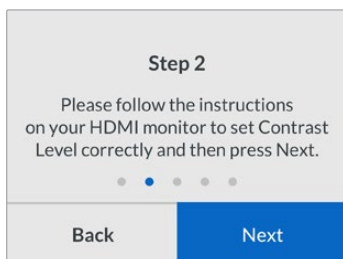 Step 2
Please follow the instructions
on your HDMI monitor to set Contrast
Level correctly and then press Next.
Back
Next